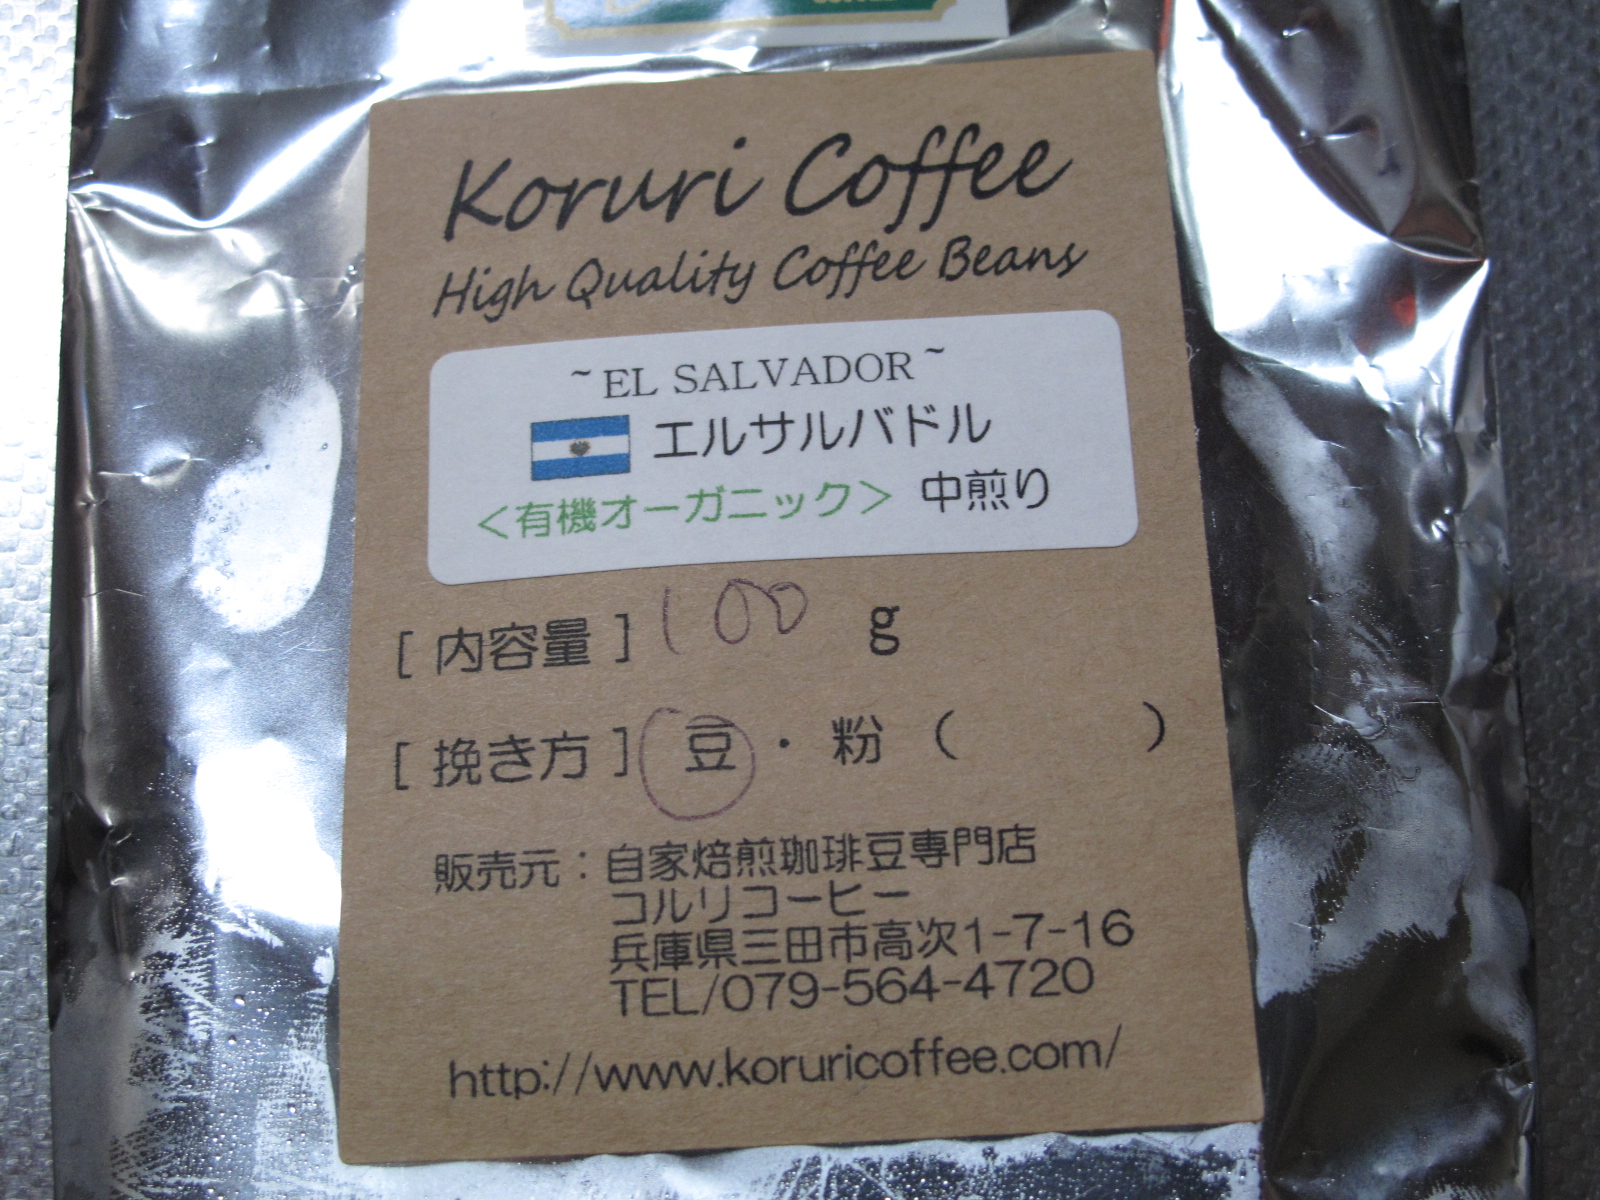 Koruri Coffee
High Quality Coffee Beans
~EL SALVADOR~
エルサルバドル
<有機オーガニック> 中煎り
[ 内容量 ] 100 g
[ 挽き方 ] 豆・粉 (      )
販売元:自家焙煎珈琲豆専門店
コルリコーヒー
兵庫県三田市高次1-7-16
TEL/079-564-4720
http://www.koruricoffee.com/